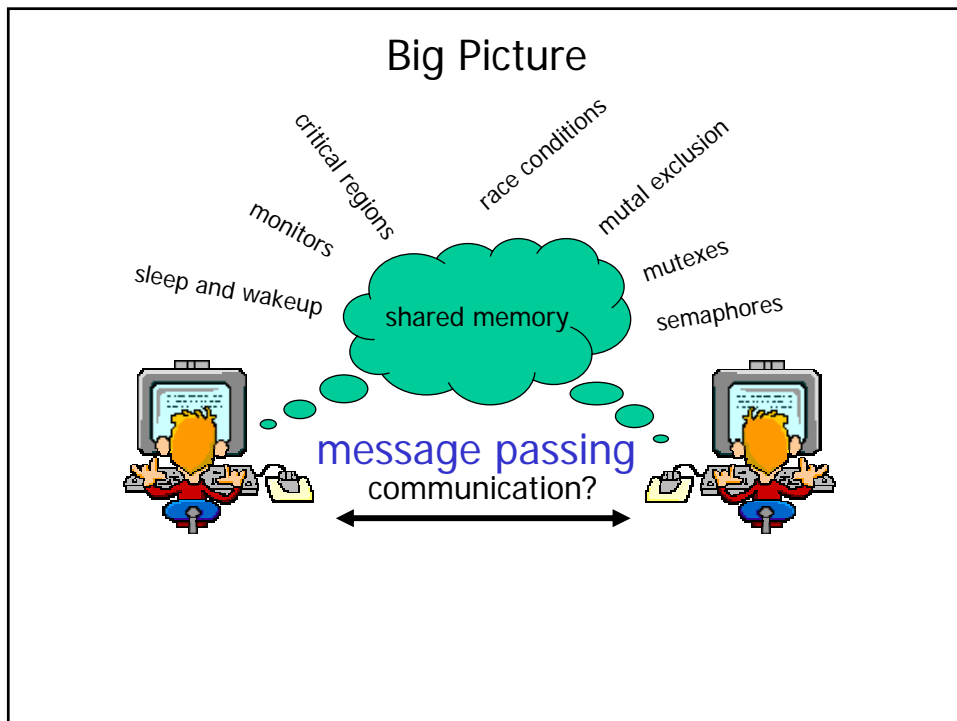 Big Picture
critical regions
race conditions
mutal exclusion
monitors
mutexes
sleep and wakeup
shared memory
semaphores
message passing
communication?